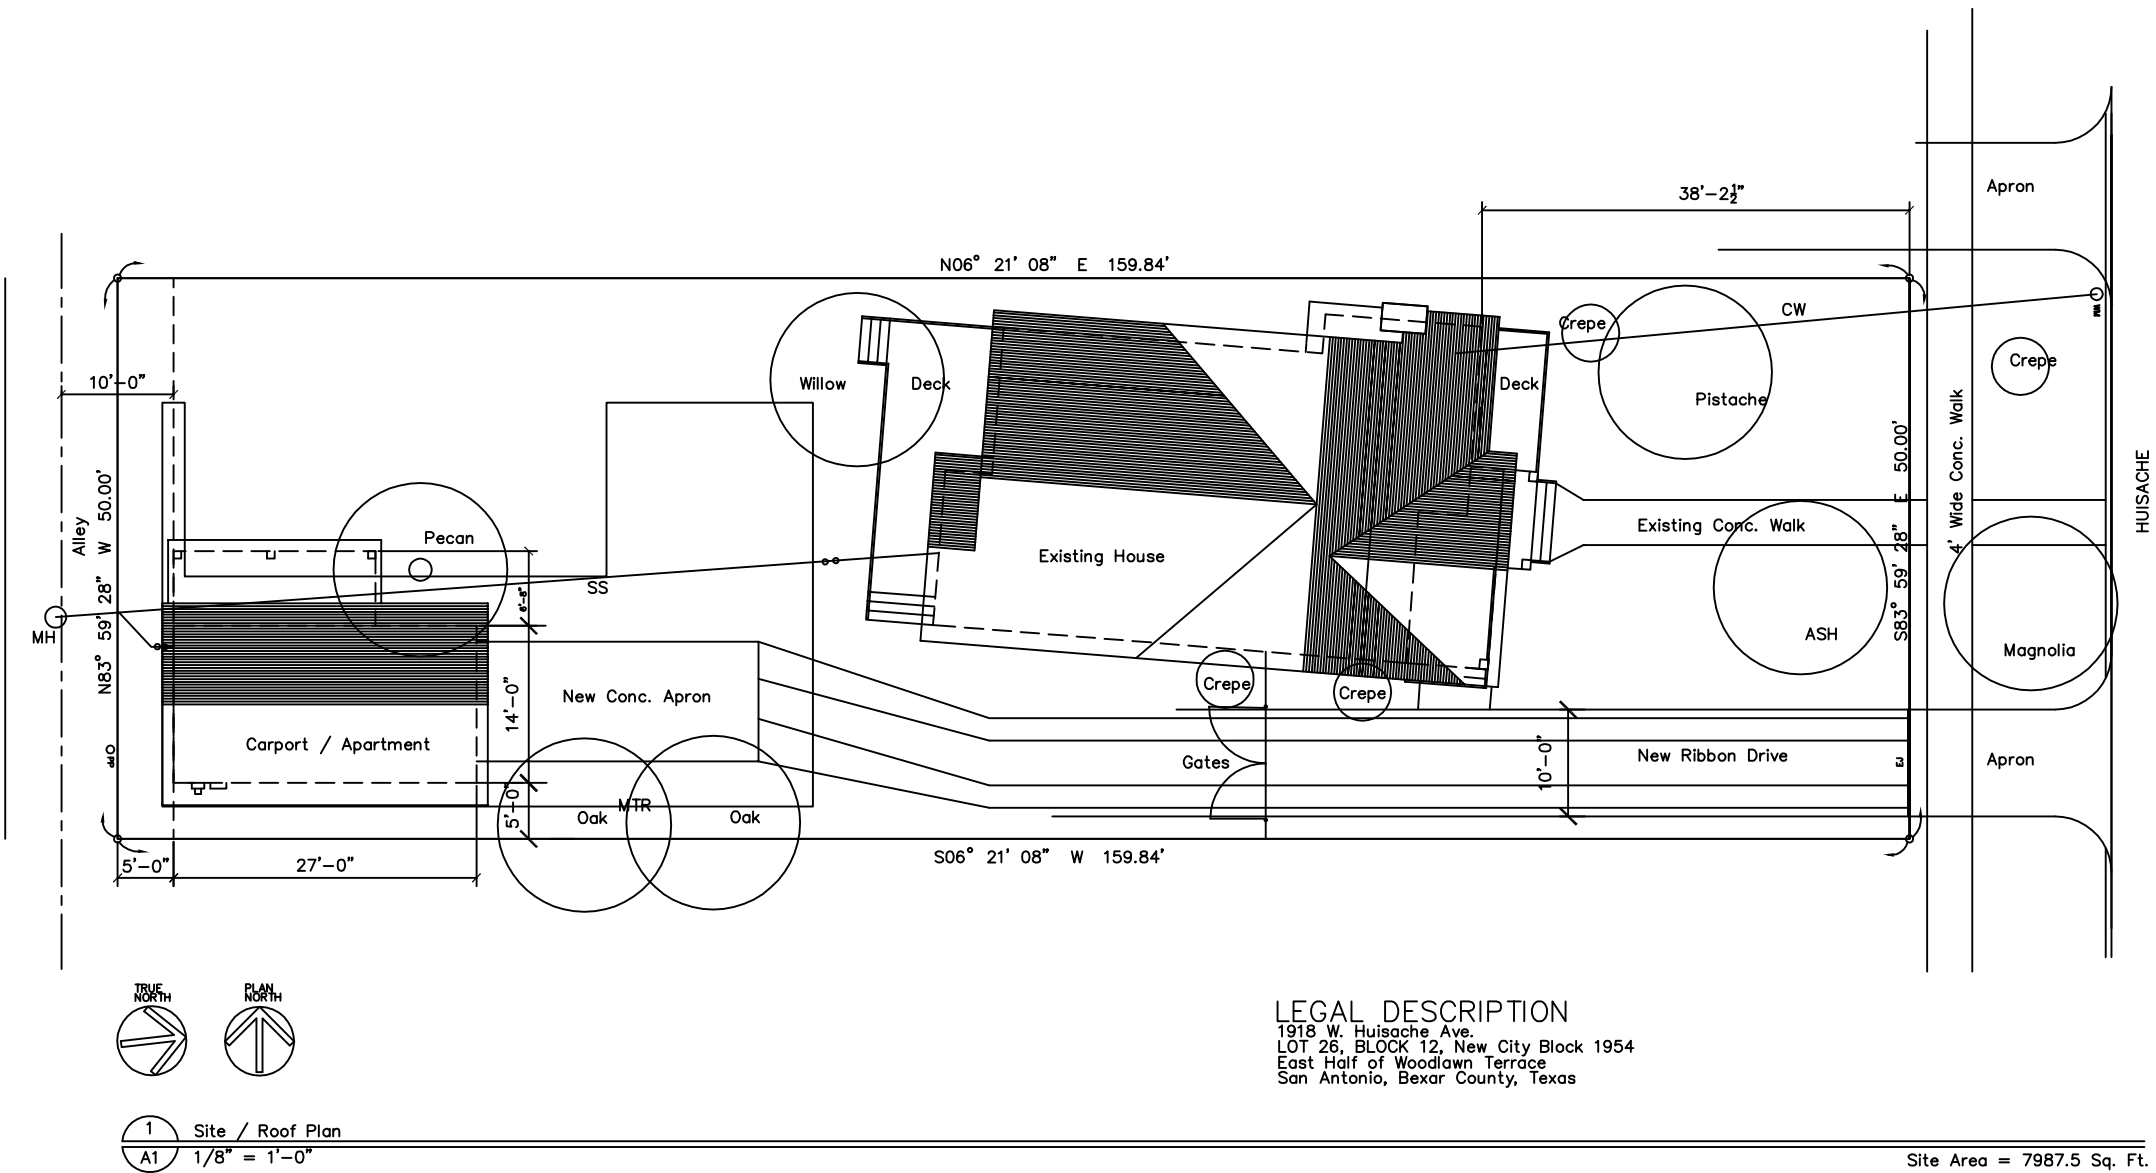 Apron
38'-2½"
N06° 21' 08" E 159.84'
CW
WM
Crepe
Crepe
10'-0"
Willow
Deck
Deck
Pistache
HUISACHE
4' Wide Conc. Walk
S83° 59' 28" E 50.00'
N83° 59' 28" W 50.00'
Alley
Pecan
Existing House
Existing Conc. Walk
SS
6'-8"
MH
ASH
Magnolia
New Conc. Apron
14'-0"
Crepe
Crepe
Carport / Apartment
Gates
10'-0"
New Ribbon Drive
EJ
Apron
PP
MTR
Oak
Oak
5'-0"
5'-0"
27'-0"
S06° 21' 08" W 159.84'
TRUE
NORTH
PLAN
NORTH
LEGAL DESCRIPTION
1918 W. Huisache Ave.
LOT 26, BLOCK 12, New City Block 1954
East Half of Woodlawn Terrace
San Antonio, Bexar County, Texas
1
Site / Roof Plan
A1
1/8" = 1'-0"
Site Area = 7987.5 Sq. Ft.